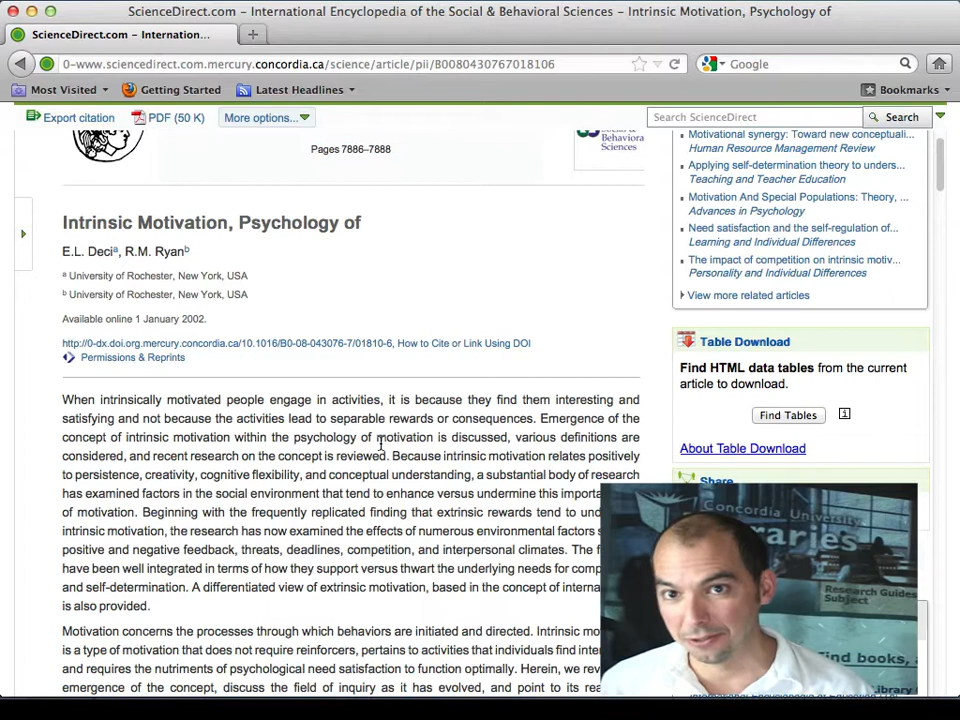 ScienceDirect.com – International Encyclopedia of the Social & Behavioral Sciences – Intrinsic Motivation, Psychology of
ScienceDirect.com – Internation...
0-www.sciencedirect.com.mercury.concordia.ca/science/article/pii/B0080430767018106
Google
Most Visited
Getting Started
Latest Headlines
Bookmarks
Export citation
PDF (50 K)
More options...
Search ScienceDirect
Search
Pages 7886–7888
Behaviora
Sciences
Intrinsic Motivation, Psychology of
E.L. Deciª, R.M. Ryanᵇ
ª University of Rochester, New York, USA
ᵇ University of Rochester, New York, USA
Available online 1 January 2002.
http://0-dx.doi.org.mercury.concordia.ca/10.1016/B0-08-043076-7/01810-6, How to Cite or Link Using DOI
Permissions & Reprints
When intrinsically motivated people engage in activities, it is because they find them interesting and
satisfying and not because the activities lead to separable rewards or consequences. Emergence of the
concept of intrinsic motivation within the psychology of motivation is discussed, various definitions are
considered, and recent research on the concept is reviewed. Because intrinsic motivation relates positively
to persistence, creativity, cognitive flexibility, and conceptual understanding, a substantial body of research
has examined factors in the social environment that tend to enhance versus undermine this importa
of motivation. Beginning with the frequently replicated finding that extrinsic rewards tend to und
intrinsic motivation, the research has now examined the effects of numerous environmental factors s
positive and negative feedback, threats, deadlines, competition, and interpersonal climates. The f
have been well integrated in terms of how they support versus thwart the underlying needs for comp
and self-determination. A differentiated view of extrinsic motivation, based in the concept of interna
is also provided.
Motivation concerns the processes through which behaviors are initiated and directed. Intrinsic mo
is a type of motivation that does not require reinforcers, pertains to activities that individuals find inter
and requires the nutriments of psychological need satisfaction to function optimally. Herein, we rev
emergence of the concept, discuss the field of inquiry as it has evolved, and point to its rea
Motivational synergy: Toward new conceptuali...
Human Resource Management Review
Applying self-determination theory to unders...
Teaching and Teacher Education
Motivation And Special Populations: Theory, ...
Advances in Psychology
Need satisfaction and the self-regulation of...
Learning and Individual Differences
The impact of competition on intrinsic motiv...
Personality and Individual Differences
View more related articles
Table Download
Find HTML data tables from the current
article to download.
Find Tables
About Table Download
Share
Concordia University
raries
Research Guides
Subject
Find books, a
Library C